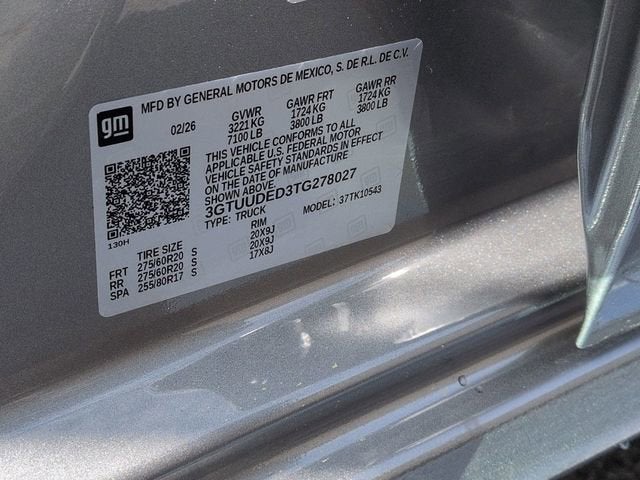 MFD BY GENERAL MOTORS DE MEXICO, S. DE R.L. DE C.V.
gm
02/26 GVWR GAWR FRT GAWR RR
3221 KG 1724 KG 1724 KG
7100 LB 3800 LB 3800 LB
THIS VEHICLE CONFORMS TO ALL
APPLICABLE U.S. FEDERAL MOTOR
VEHICLE SAFETY STANDARDS IN EFFECT
ON THE DATE OF MANUFACTURE
SHOWN ABOVE.
3GTUUDED3TG278027
TYPE: TRUCK MODEL: 37TK10543
130H
TIRE SIZE RIM
FRT 275/60R20 S 20X9J
RR 275/60R20 S 20X9J
SPA 255/80R17 S 17X8J